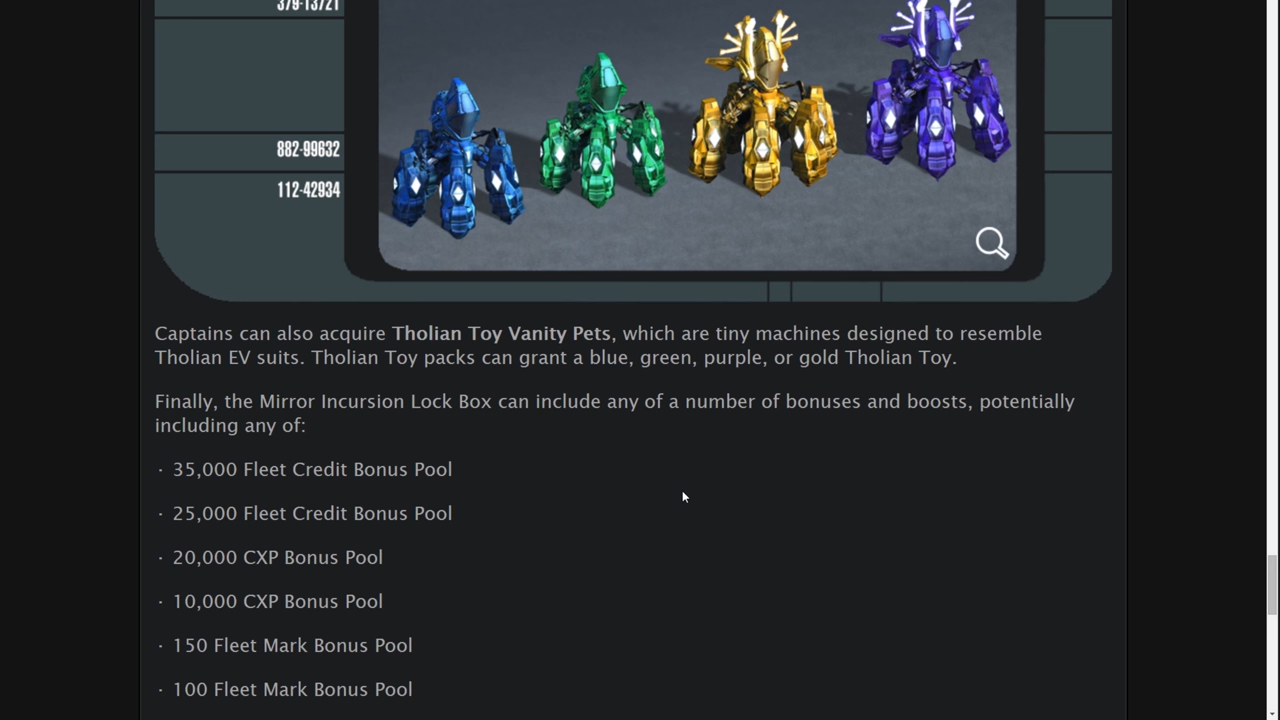 379-13721
882-99632
112-42934
Captains can also acquire Tholian Toy Vanity Pets, which are tiny machines designed to resemble
Tholian EV suits. Tholian Toy packs can grant a blue, green, purple, or gold Tholian Toy.
Finally, the Mirror Incursion Lock Box can include any of a number of bonuses and boosts, potentially
including any of:
· 35,000 Fleet Credit Bonus Pool
· 25,000 Fleet Credit Bonus Pool
· 20,000 CXP Bonus Pool
· 10,000 CXP Bonus Pool
· 150 Fleet Mark Bonus Pool
· 100 Fleet Mark Bonus Pool